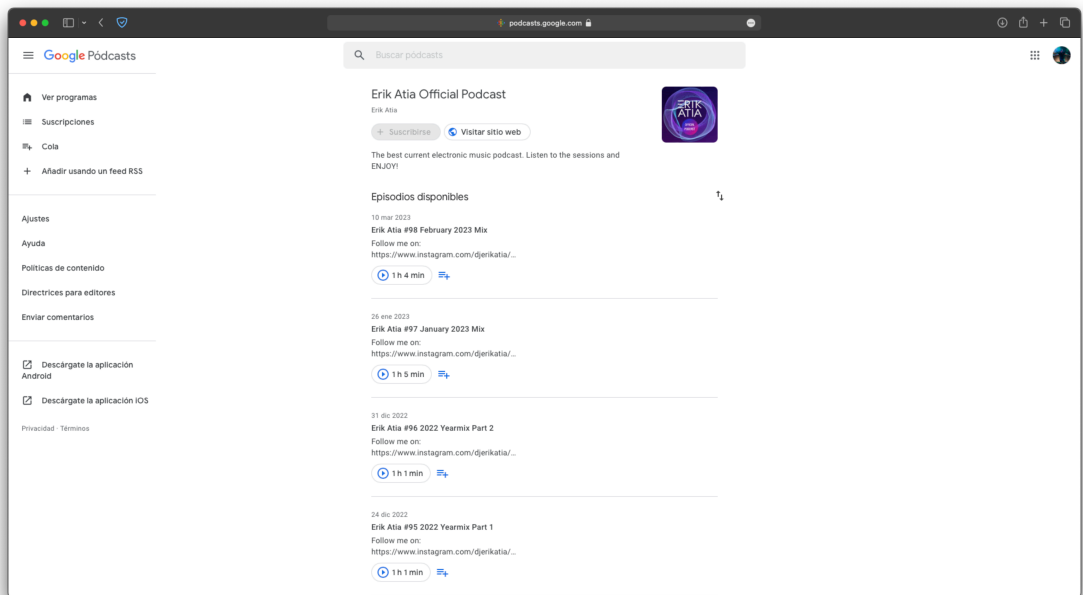 podcasts.google.com
Google Pódcasts
Buscar pódcasts
Ver programas
Suscripciones
Cola
Añadir usando un feed RSS
Ajustes
Ayuda
Políticas de contenido
Directrices para editores
Enviar comentarios
Descárgate la aplicación
Android
Descárgate la aplicación iOS
Privacidad · Términos
Erik Atia Official Podcast
Erik Atia
+ Suscribirse
Visitar sitio web
The best current electronic music podcast. Listen to the sessions and
ENJOY!
ERIK
ATIA
Episodios disponibles
10 mar 2023
Erik Atia #98 February 2023 Mix
Follow me on:
https://www.instagram.com/djerikatia/...
1 h 4 min
26 ene 2023
Erik Atia #97 January 2023 Mix
Follow me on:
https://www.instagram.com/djerikatia/...
1 h 5 min
31 dic 2022
Erik Atia #96 2022 Yearmix Part 2
Follow me on:
https://www.instagram.com/djerikatia/...
1 h 1 min
24 dic 2022
Erik Atia #95 2022 Yearmix Part 1
Follow me on:
https://www.instagram.com/djerikatia/...
1 h 1 min